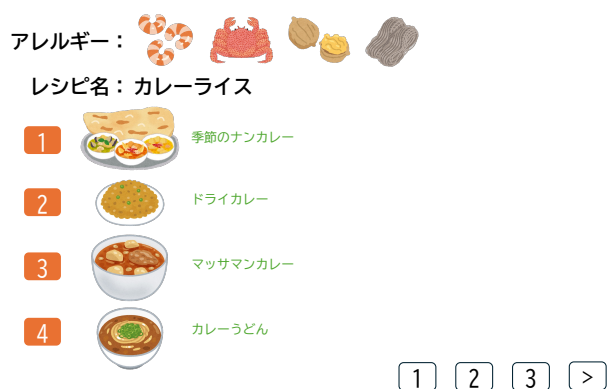 アレルギー：
レシピ名：カレーライス
1 季節のナンカレー
2 ドライカレー
3 マッサマンカレー
4 カレーうどん
1 2 3 >